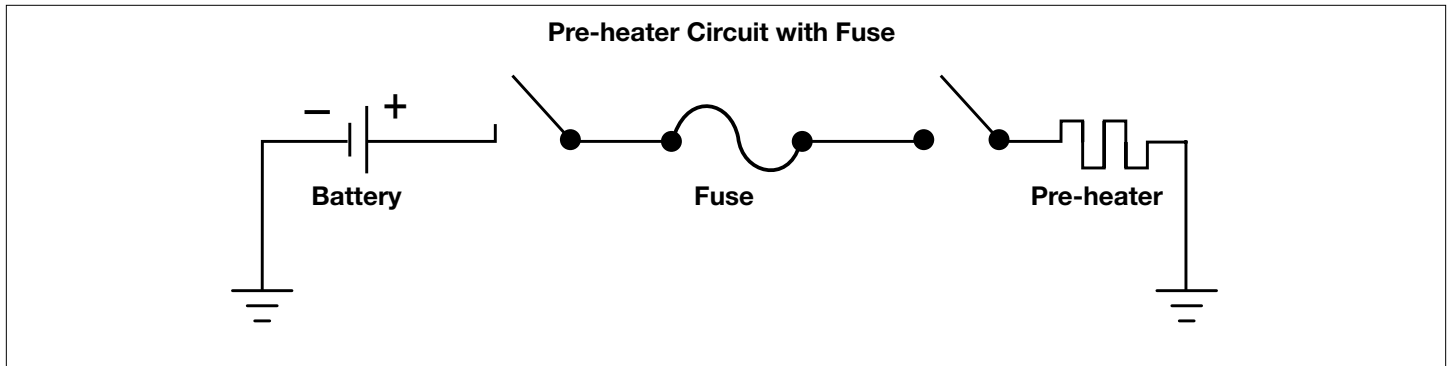 Pre-heater Circuit with Fuse
− +
Battery Fuse Pre-heater